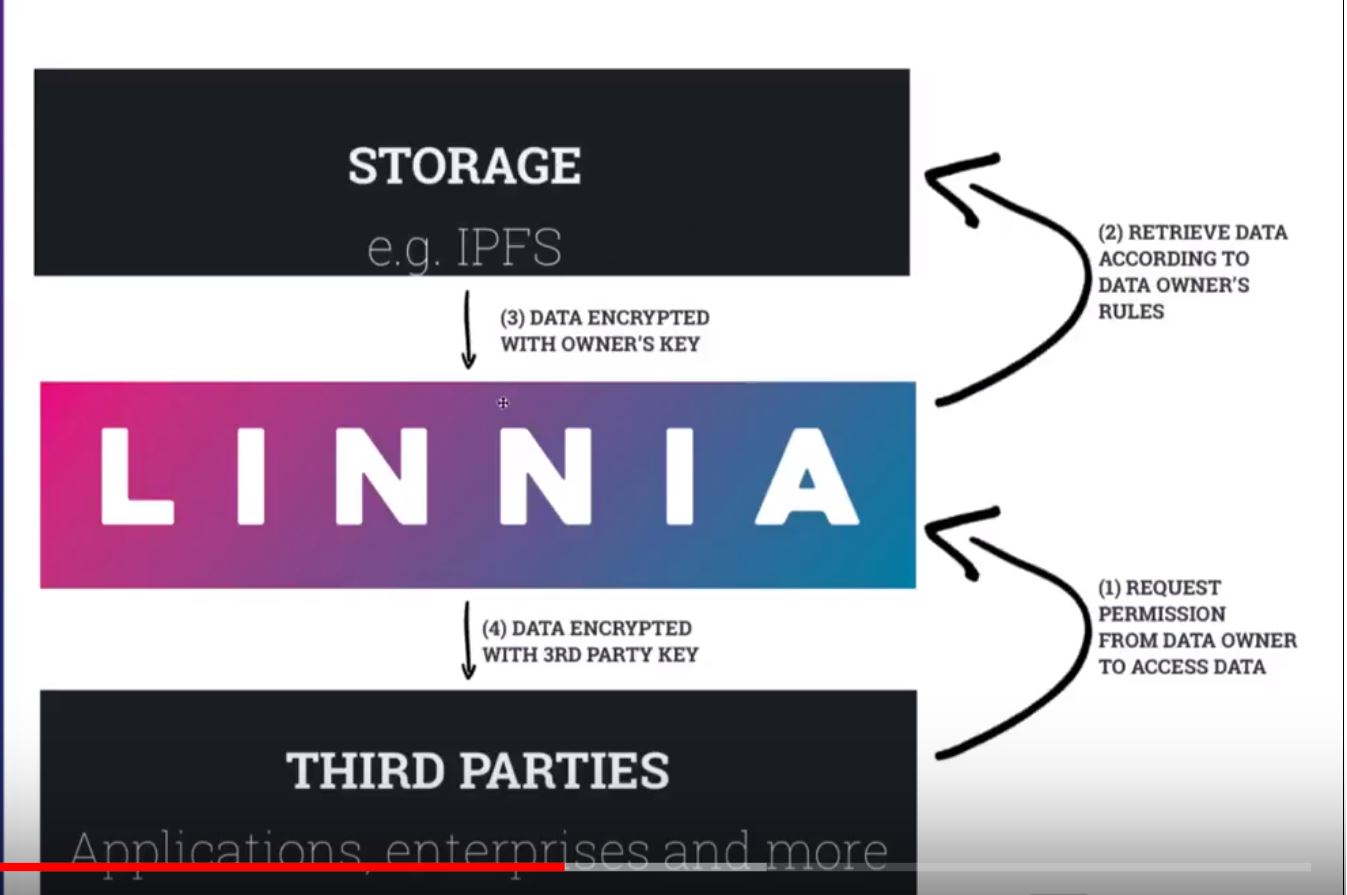 STORAGE
e.g. IPFS
(2) RETRIEVE DATA
ACCORDING TO
DATA OWNER'S
RULES
(3) DATA ENCRYPTED
WITH OWNER'S KEY
LINNIA
(1) REQUEST
PERMISSION
FROM DATA OWNER
TO ACCESS DATA
(4) DATA ENCRYPTED
WITH 3RD PARTY KEY
THIRD PARTIES
Applications, enterprises and more